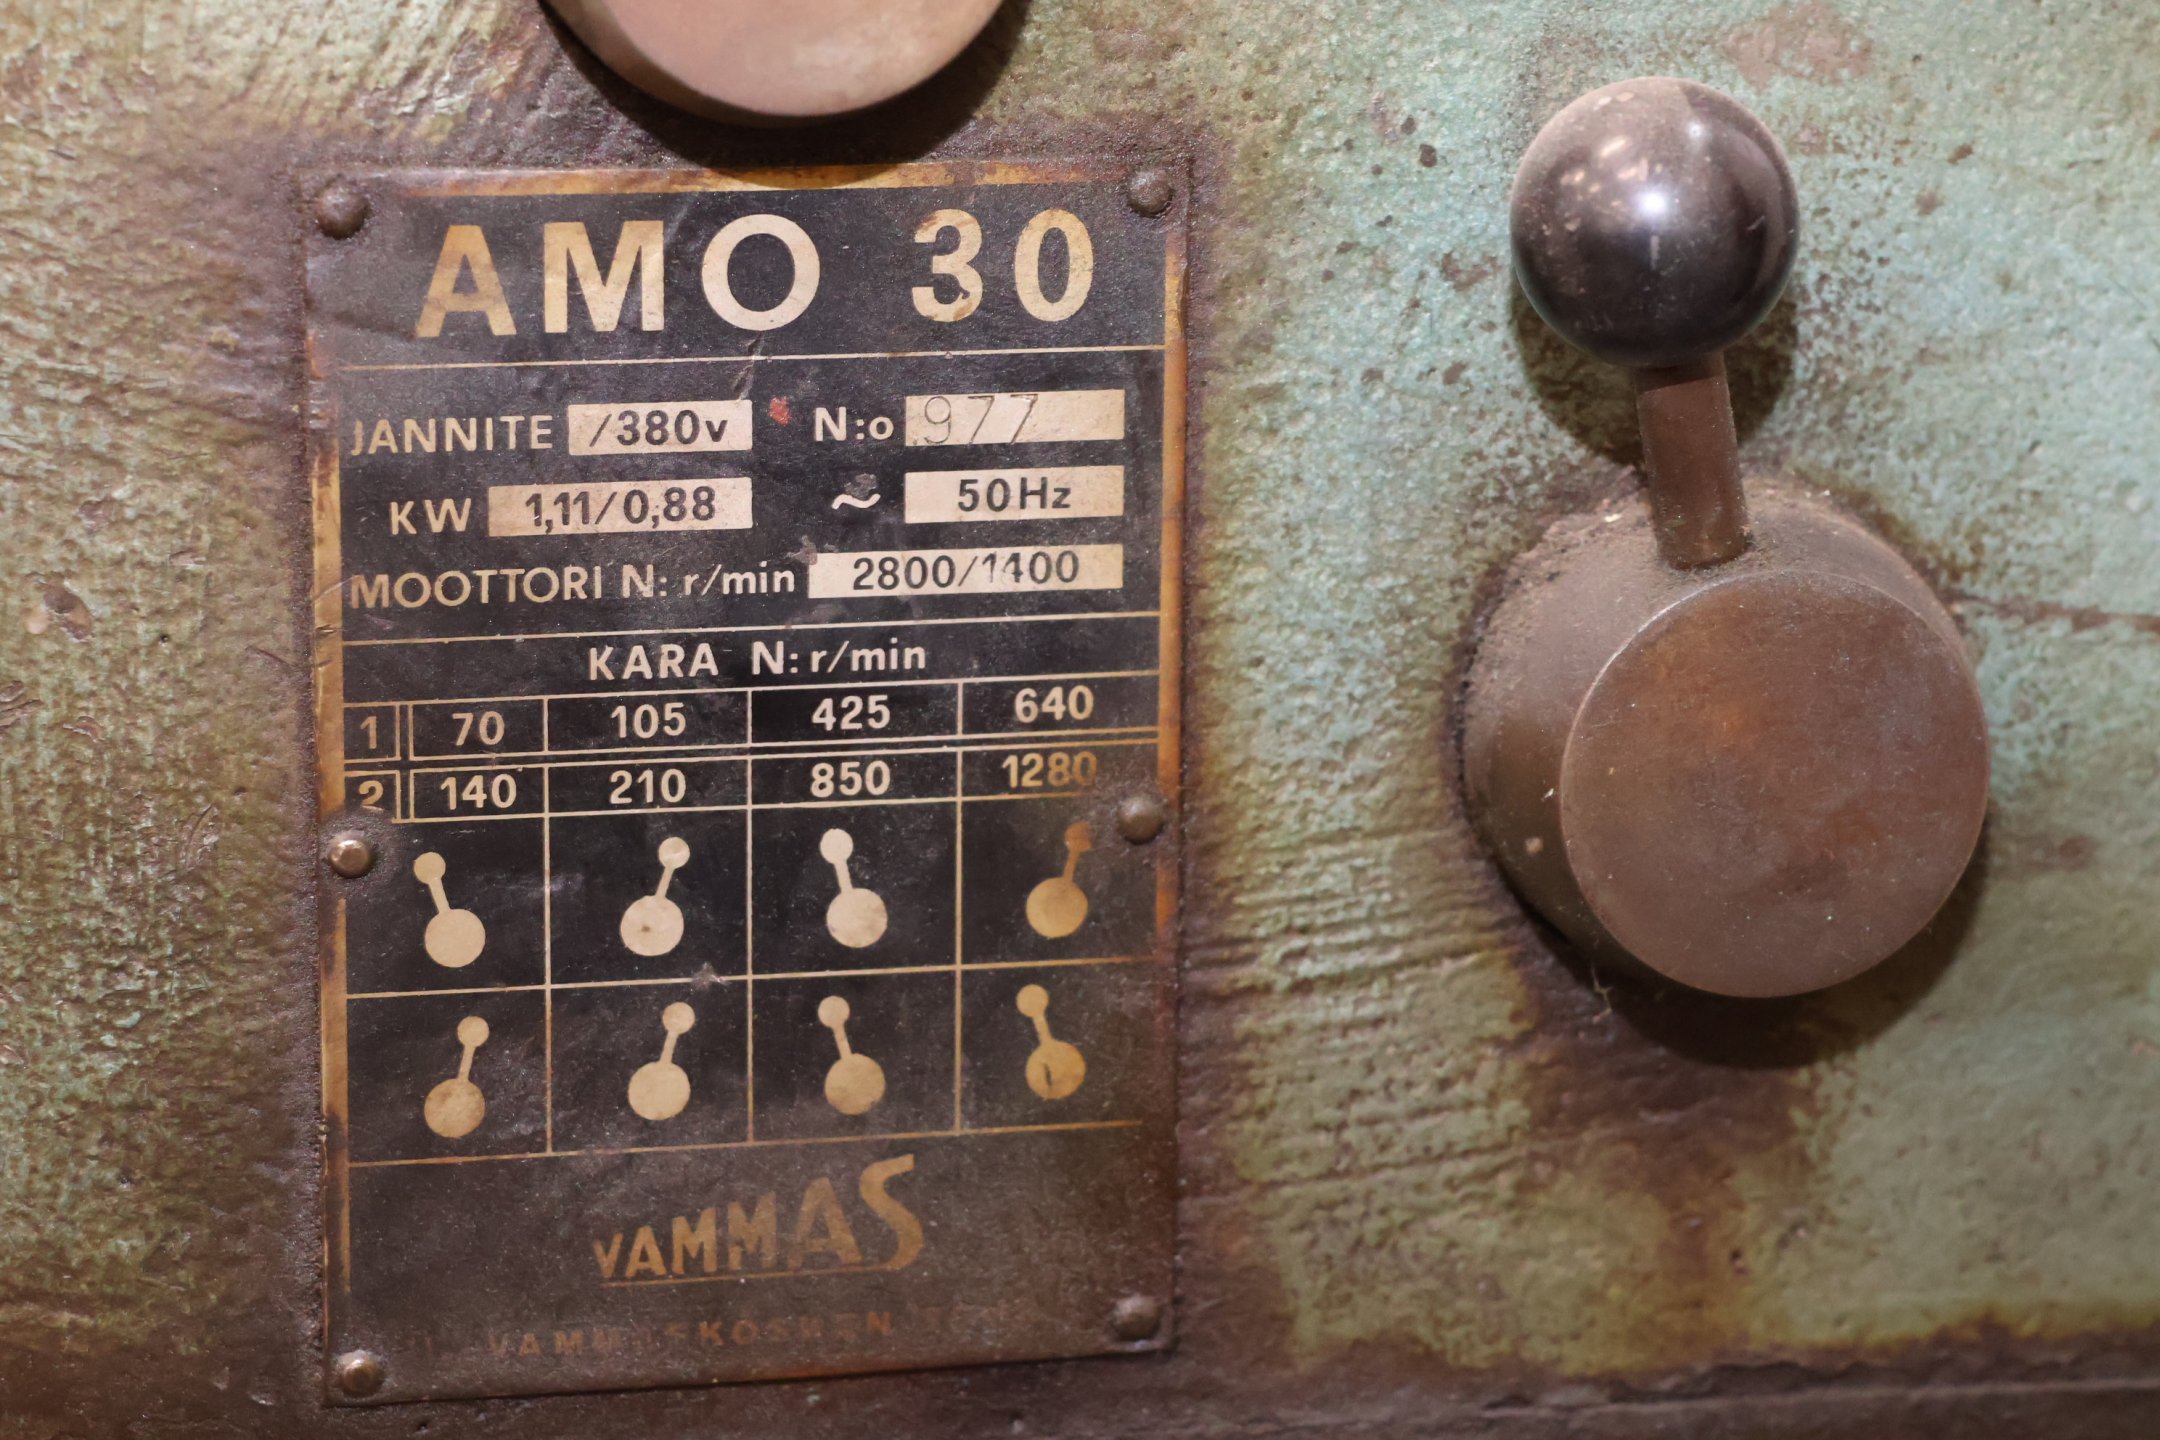 AMO 30
JANNITE /380v N:o 977
KW 1,11/0,88 ~ 50Hz
MOOTTORI N: r/min 2800/1400
KARA N: r/min
1 70 105 425 640
2 140 210 850 1280
VAMMAS
VAMMASKOSKEN